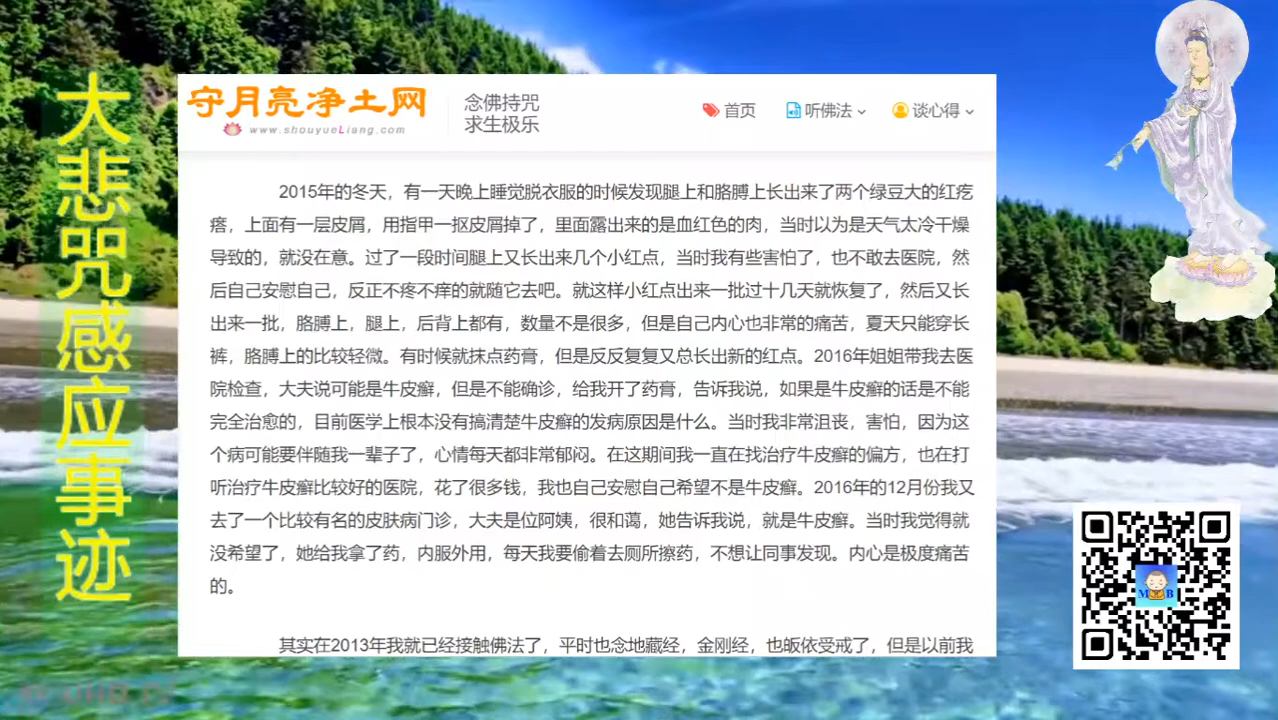 大悲咒感应事迹
守月亮净土网
www.shouyueLiang.com
念佛持咒
求生极乐
首页
听佛法
谈心得
2015年的冬天，有一天晚上睡觉脱衣服的时候发现腿上和胳膊上长出来了两个绿豆大的红疙
瘩，上面有一层皮屑，用指甲一抠皮屑掉了，里面露出来的是血红色的肉，当时以为是天气太冷干燥
导致的，就没在意。过了一段时间腿上又长出来几个小红点，当时我有些害怕了，也不敢去医院，然
后自己安慰自己，反正不疼不痒的就随它去吧。就这样小红点出来一批过十几天就恢复了，然后又长
出来一批，胳膊上，腿上，后背上都有，数量不是很多，但是自己内心也非常的痛苦，夏天只能穿长
裤，胳膊上的比较轻微。有时候就抹点药膏，但是反反复复又总长出新的红点。2016年姐姐带我去医
院检查，大夫说可能是牛皮癣，但是不能确诊，给我开了药膏，告诉我说，如果是牛皮癣的话是不能
完全治愈的，目前医学上根本没有搞清楚牛皮癣的发病原因是什么。当时我非常沮丧，害怕，因为这
个病可能要伴随我一辈子了，心情每天都非常郁闷。在这期间我一直在找治疗牛皮癣的偏方，也在打
听治疗牛皮癣比较好的医院，花了很多钱，我也自己安慰自己希望不是牛皮癣。2016年的12月份我又
去了一个比较有名的皮肤病门诊，大夫是位阿姨，很和蔼，她告诉我说，就是牛皮癣。当时我觉得就
没希望了，她给我拿了药，内服外用，每天我要偷着去厕所擦药，不想让同事发现。内心是极度痛苦
的。
其实在2013年我就已经接触佛法了，平时也念地藏经，金刚经，也皈依受戒了，但是以前我
M B